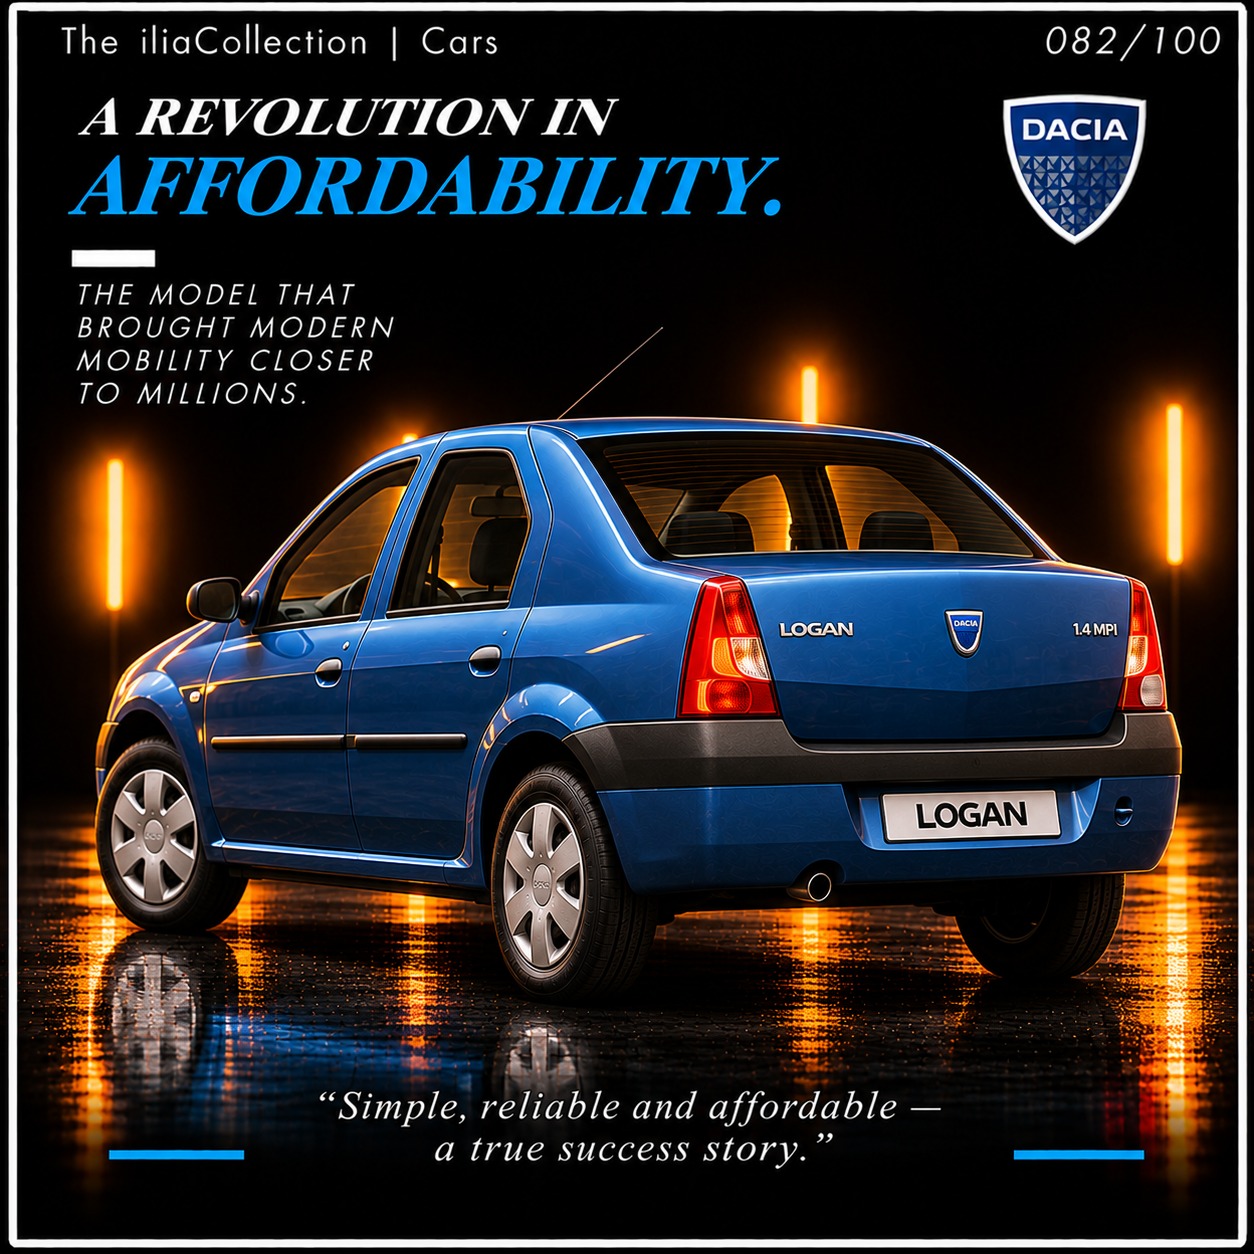 The iliaCollection | Cars
082/100
A REVOLUTION IN
AFFORDABILITY.
DACIA
THE MODEL THAT
BROUGHT MODERN
MOBILITY CLOSER
TO MILLIONS.
LOGAN
DACIA
1.4 MPI
LOGAN
“Simple, reliable and affordable —
a true success story.”